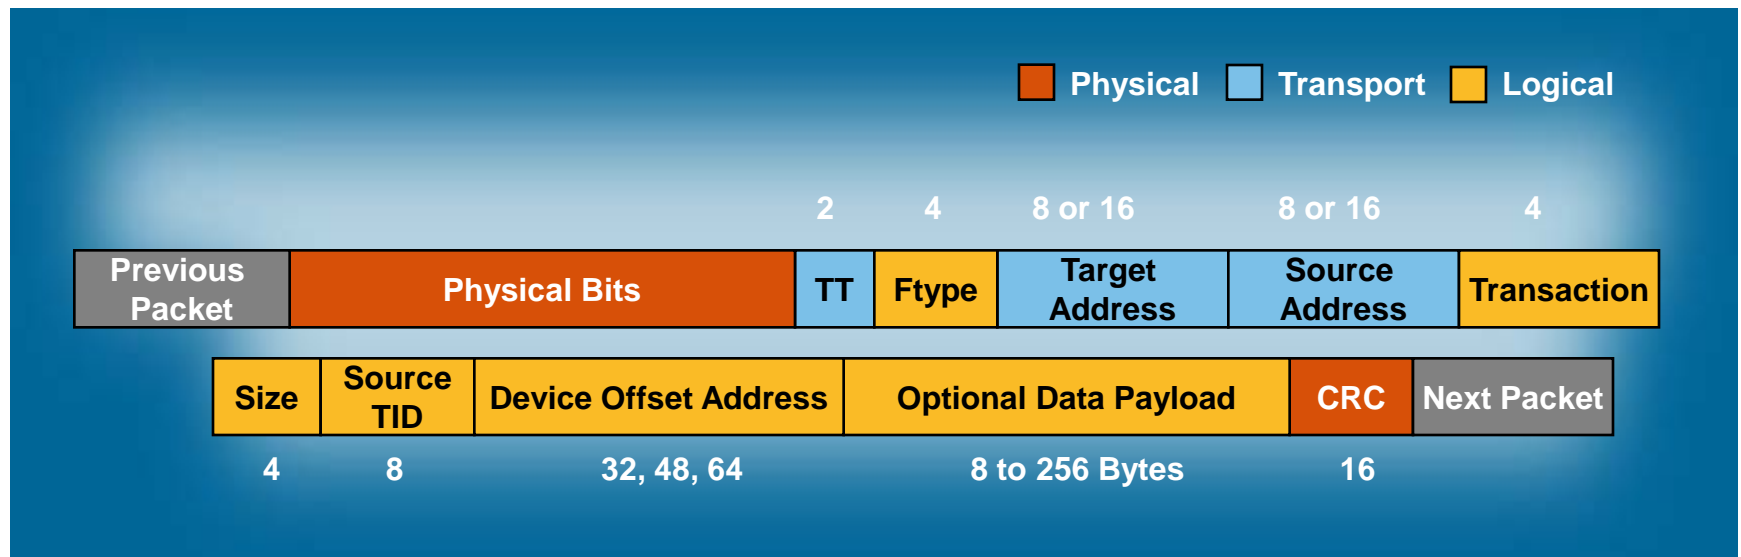 Physical Transport Logical
2 4 8 or 16 8 or 16 4
Previous Packet Physical Bits TT Ftype Target Address Source Address Transaction
Size Source TID Device Offset Address Optional Data Payload CRC Next Packet
4 8 32, 48, 64 8 to 256 Bytes 16